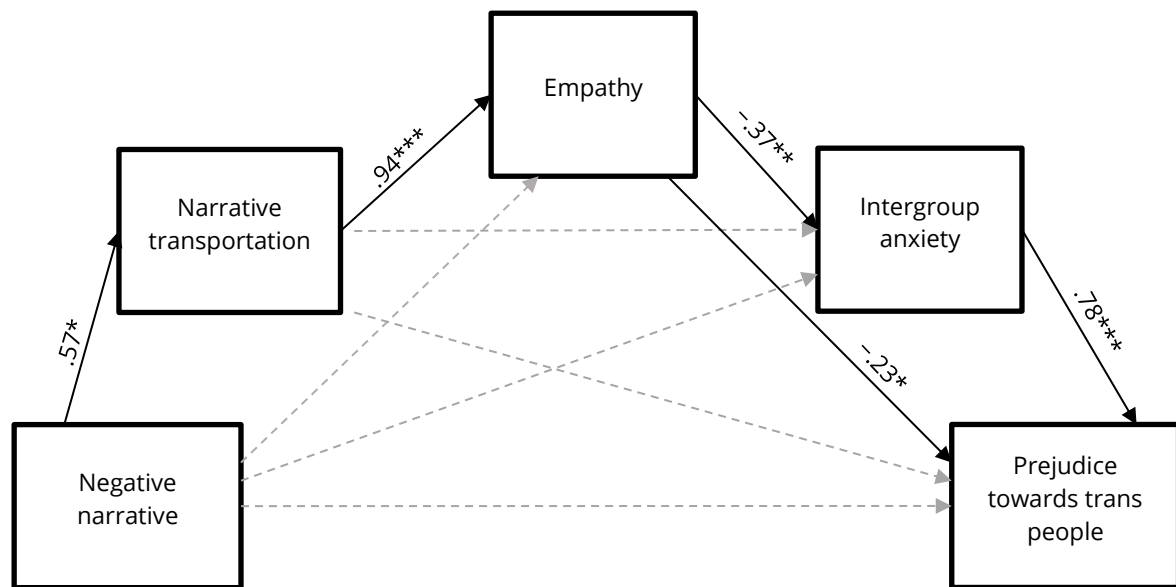 Empathy
.94***
−.37**
Narrative
transportation
Intergroup
anxiety
.57*
−.23*
.78***
Negative
narrative
Prejudice
towards trans
people